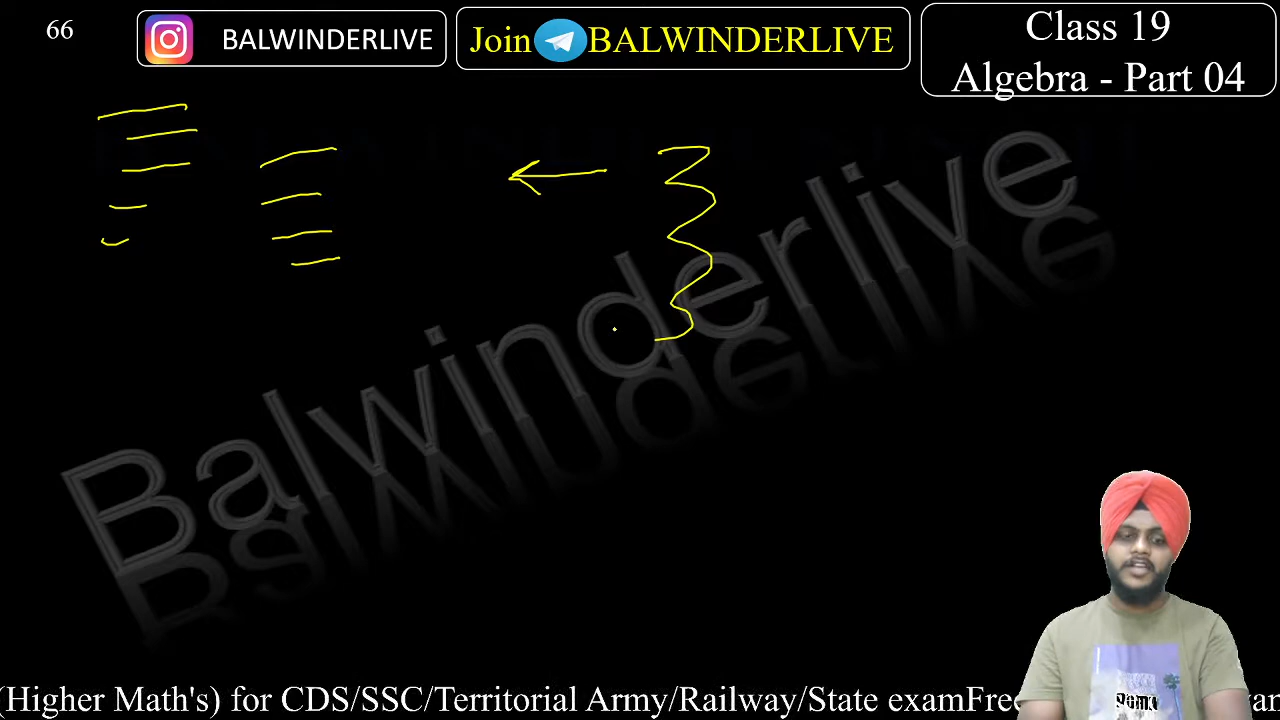 66
BALWINDERLIVE
Join BALWINDERLIVE
Class 19
Algebra - Part 04
Balwinderlive
(Higher Math's) for CDS/SSC/Territorial Army/Railway/State examFree